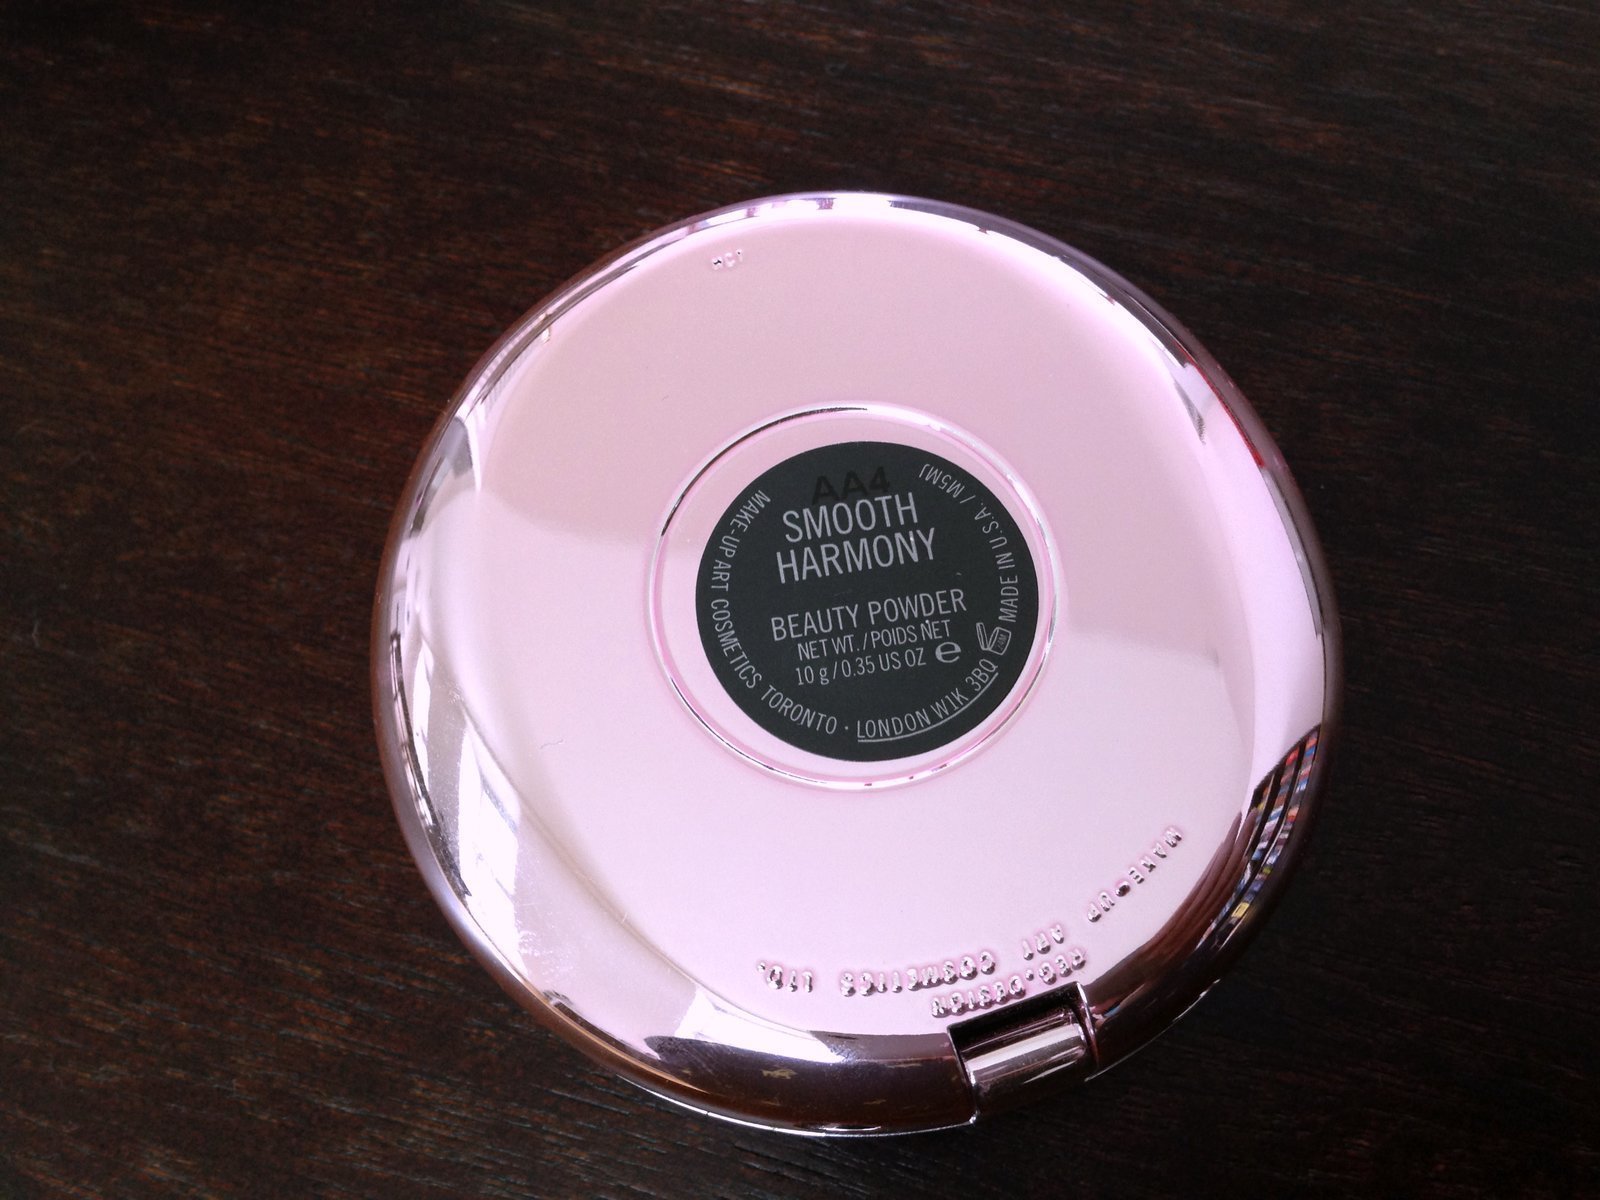 AA4
SMOOTH
HARMONY
BEAUTY POWDER
NET WT. / POIDS NET
10 g / 0.35 US OZ e
MAKE-UP ART COSMETICS TORONTO · LONDON W1K 3BQ
MADE IN U.S.A. / M5MJ
MAKE-UP ART COSMETICS LTD.
REG. DESIGN